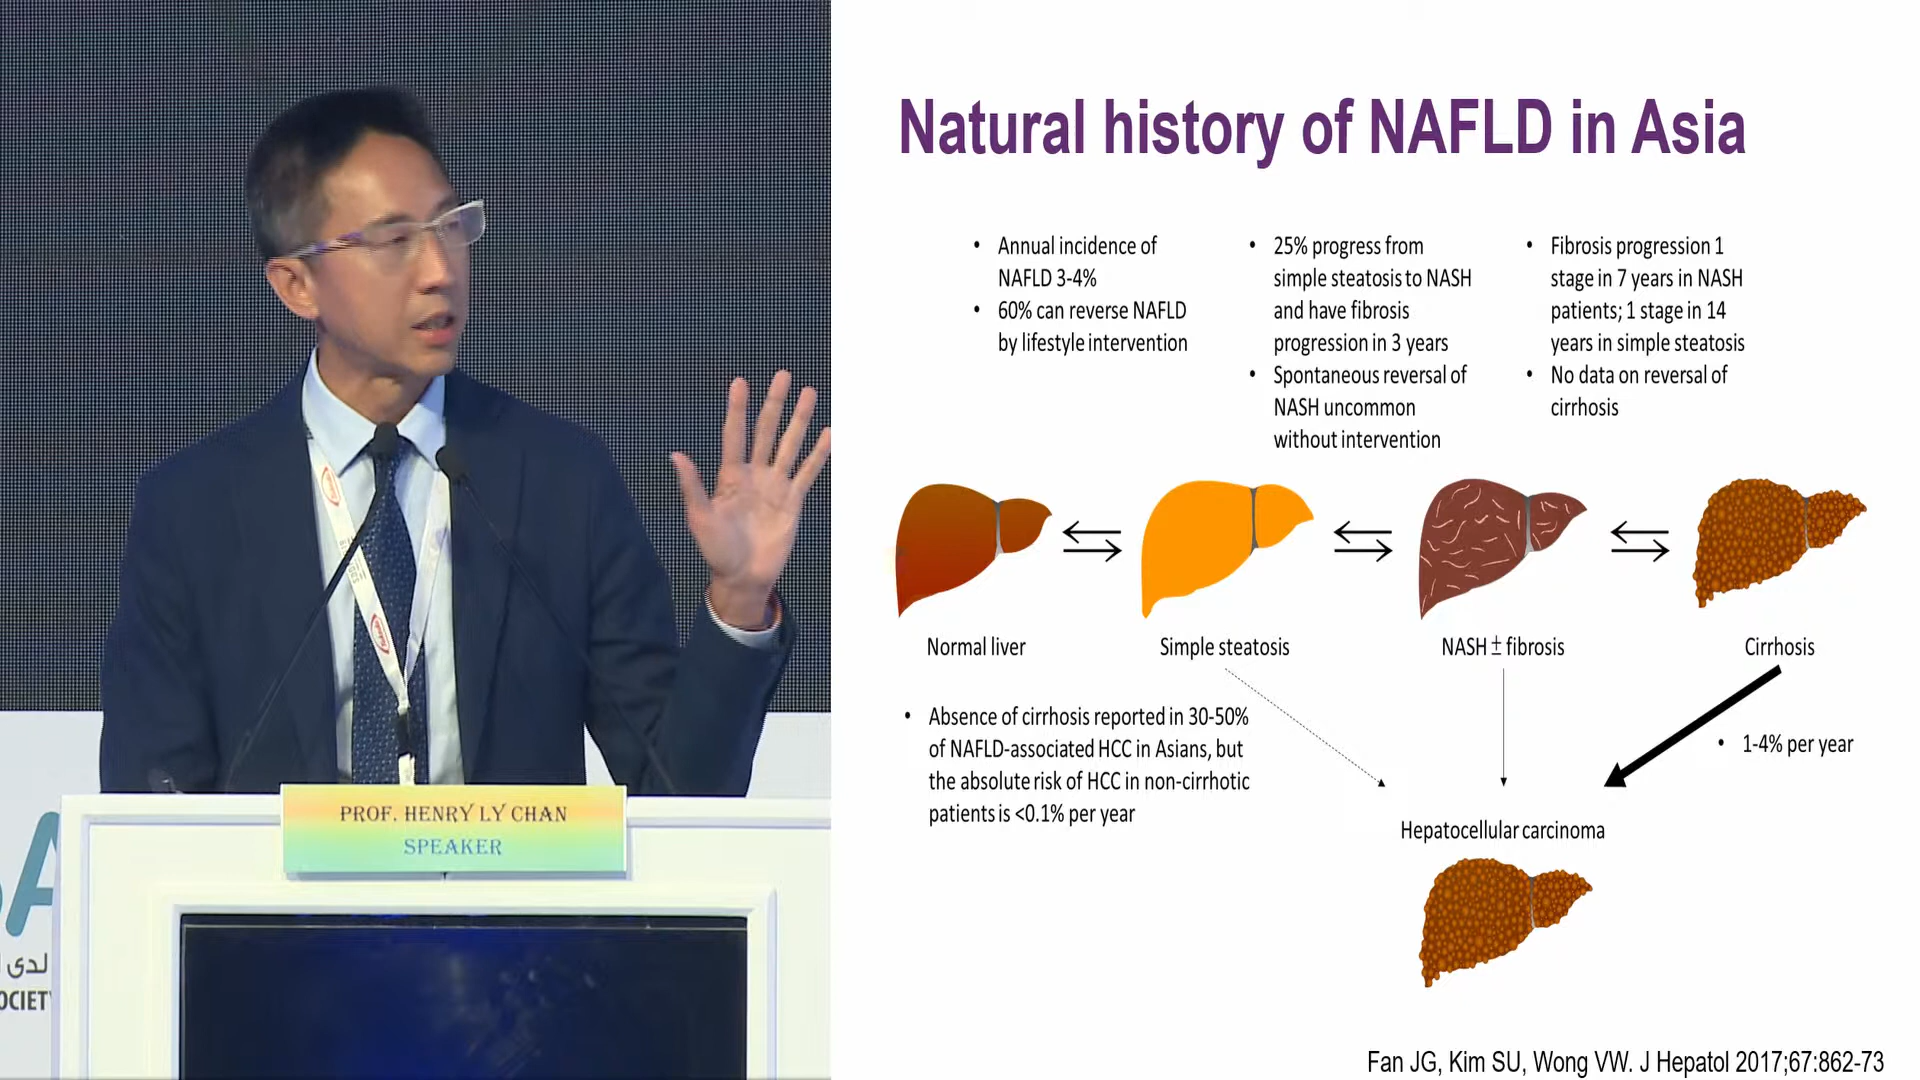 Natural history of NAFLD in Asia
• Annual incidence of
NAFLD 3-4%
• 60% can reverse NAFLD
by lifestyle intervention
• 25% progress from
simple steatosis to NASH
and have fibrosis
progression in 3 years
• Spontaneous reversal of
NASH uncommon
without intervention
• Fibrosis progression 1
stage in 7 years in NASH
patients; 1 stage in 14
years in simple steatosis
• No data on reversal of
cirrhosis
Normal liver
Simple steatosis
NASH ± fibrosis
Cirrhosis
• Absence of cirrhosis reported in 30-50%
of NAFLD-associated HCC in Asians, but
the absolute risk of HCC in non-cirrhotic
patients is <0.1% per year
• 1-4% per year
Hepatocellular carcinoma
Fan JG, Kim SU, Wong VW. J Hepatol 2017;67:862-73
PROF. HENRY LY CHAN
SPEAKER
لدى